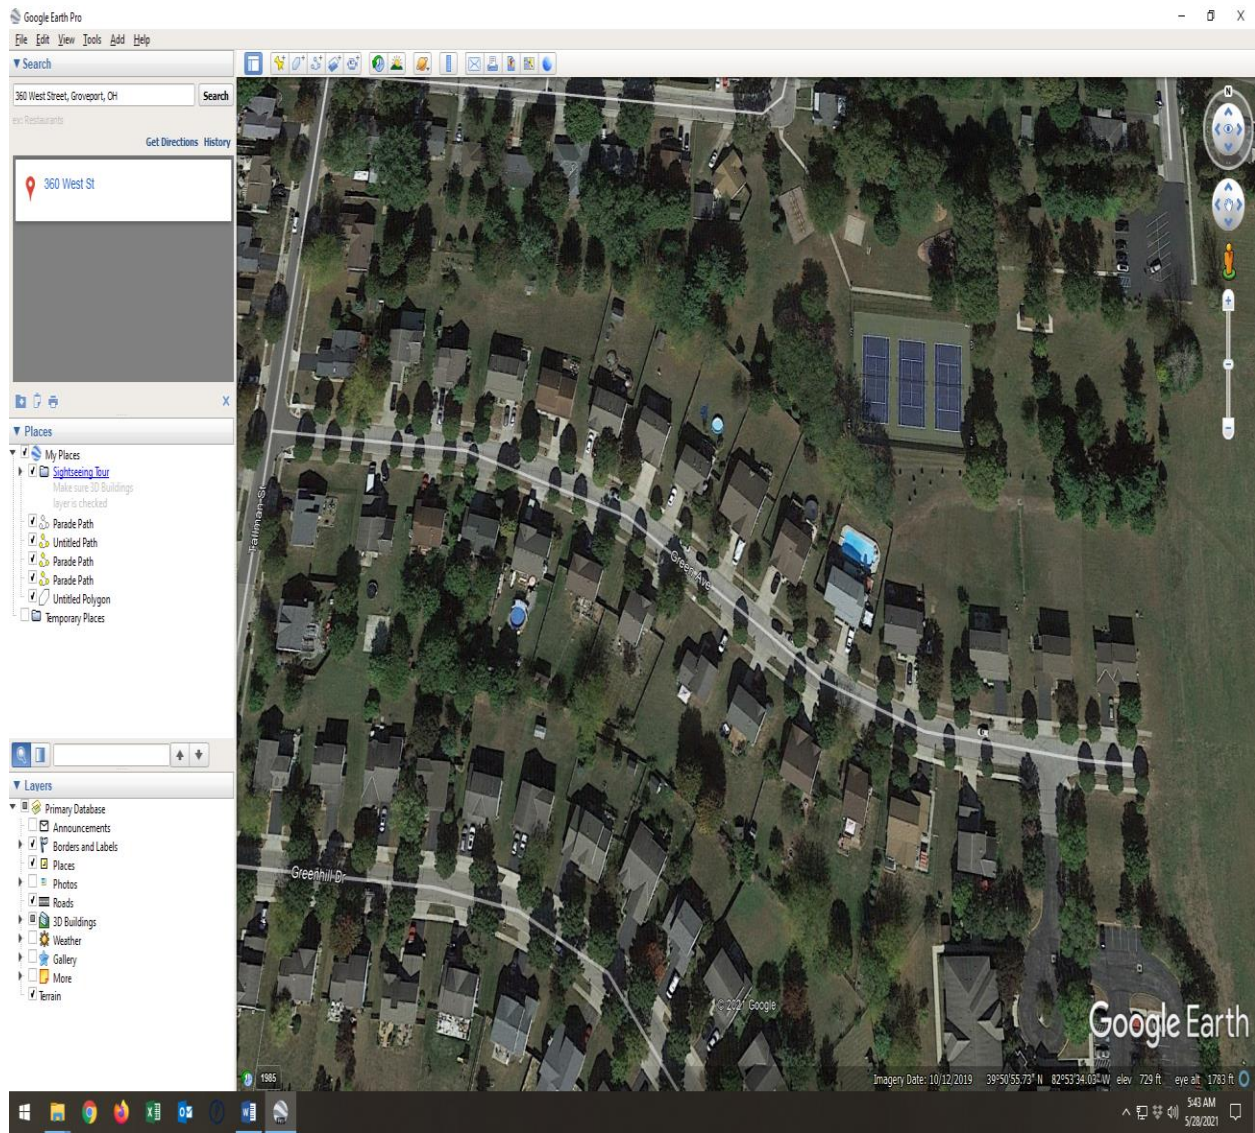 Google Earth Pro
File Edit View Tools Add Help
Search
360 West Street, Groveport, OH
Search
ex: Restaurants
Get Directions History
360 West St
Places
My Places
Sightseeing Tour
Make sure 3D Buildings
layer is checked
Parade Path
Untitled Path
Parade Path
Parade Path
Untitled Polygon
Temporary Places
Layers
Primary Database
Announcements
Borders and Labels
Places
Photos
Roads
3D Buildings
Weather
Gallery
More
Terrain
N
Tallman St
Green Ave
Greenhill Dr
© 2021 Google
Google Earth
1985
Imagery Date: 10/12/2019 39°50'55.73" N 82°53'34.03" W elev 729 ft eye alt 1783 ft
5:43 AM
5/28/2021